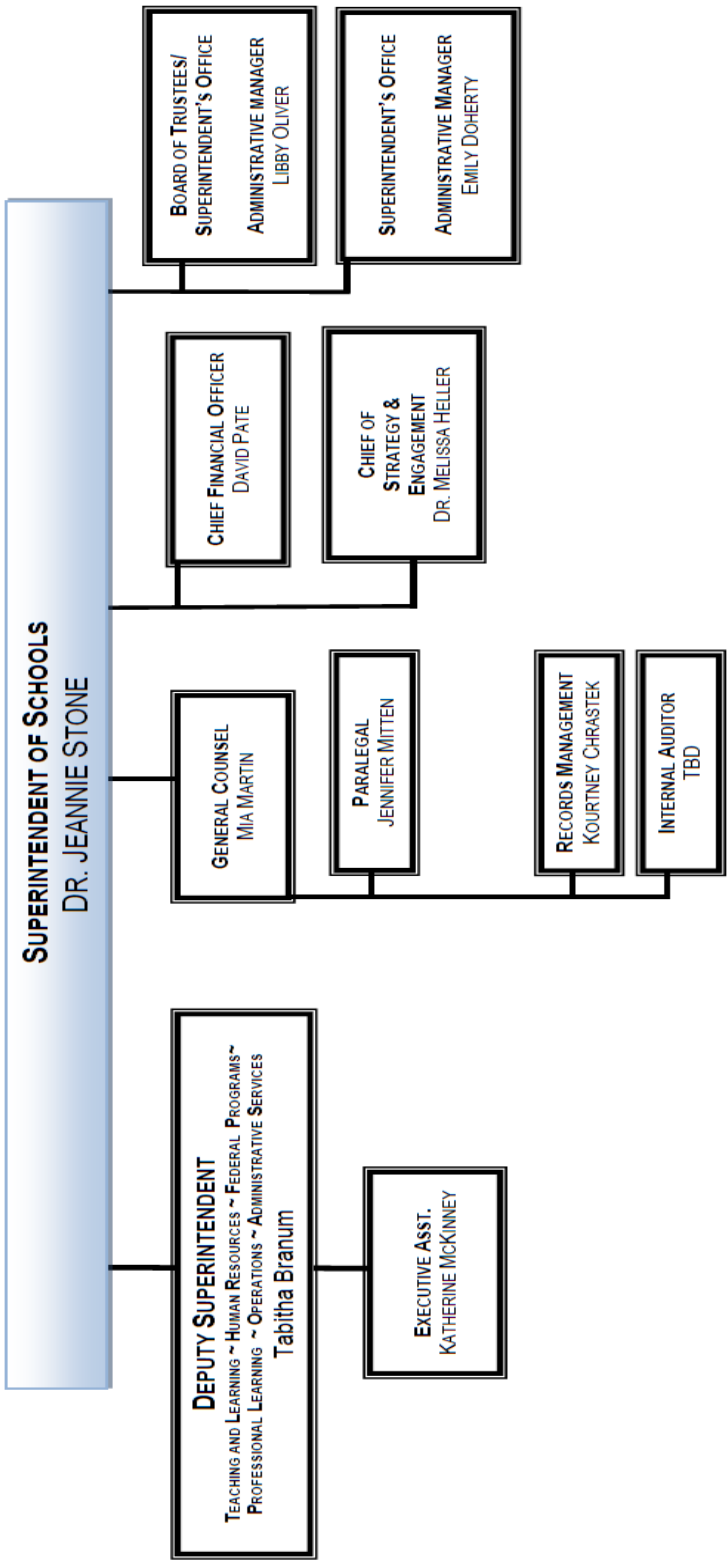 SUPERINTENDENT OF SCHOOLS
DR. JEANNIE STONE
DEPUTY SUPERINTENDENT
TEACHING AND LEARNING ~ HUMAN RESOURCES ~ FEDERAL PROGRAMS~
PROFESSIONAL LEARNING ~ OPERATIONS ~ ADMINISTRATIVE SERVICES
Tabitha Branum
EXECUTIVE ASST.
KATHERINE MCKINNEY
GENERAL COUNSEL
MIA MARTIN
PARALEGAL
JENNIFER MITTEN
RECORDS MANAGEMENT
KOURTNEY CHRASTEK
INTERNAL AUDITOR
TBD
CHIEF FINANCIAL OFFICER
DAVID PATE
CHIEF OF
STRATEGY &
ENGAGEMENT
DR. MELISSA HELLER
BOARD OF TRUSTEES/
SUPERINTENDENT'S OFFICE
ADMINISTRATIVE MANAGER
LIBBY OLIVER
SUPERINTENDENT'S OFFICE
ADMINISTRATIVE MANAGER
EMILY DOHERTY